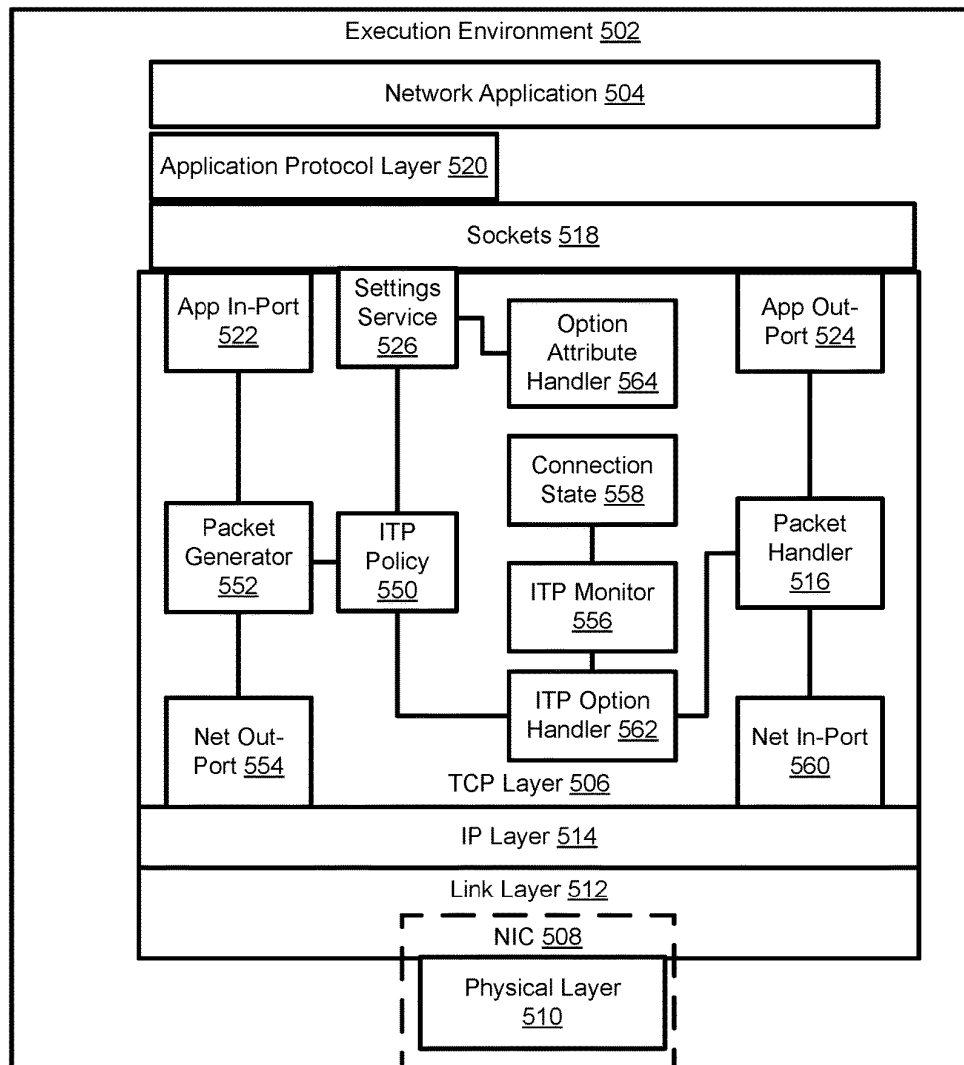 Execution Environment 502
Network Application 504
Application Protocol Layer 520
Sockets 518
App In-Port
522
Settings
Service
526
Option
Attribute
Handler 564
App Out-
Port 524
Connection
State 558
Packet
Generator
552
ITP
Policy
550
Packet
Handler
516
ITP Monitor
556
ITP Option
Handler 562
Net Out-
Port 554
Net In-Port
560
TCP Layer 506
IP Layer 514
Link Layer 512
NIC 508
Physical Layer
510